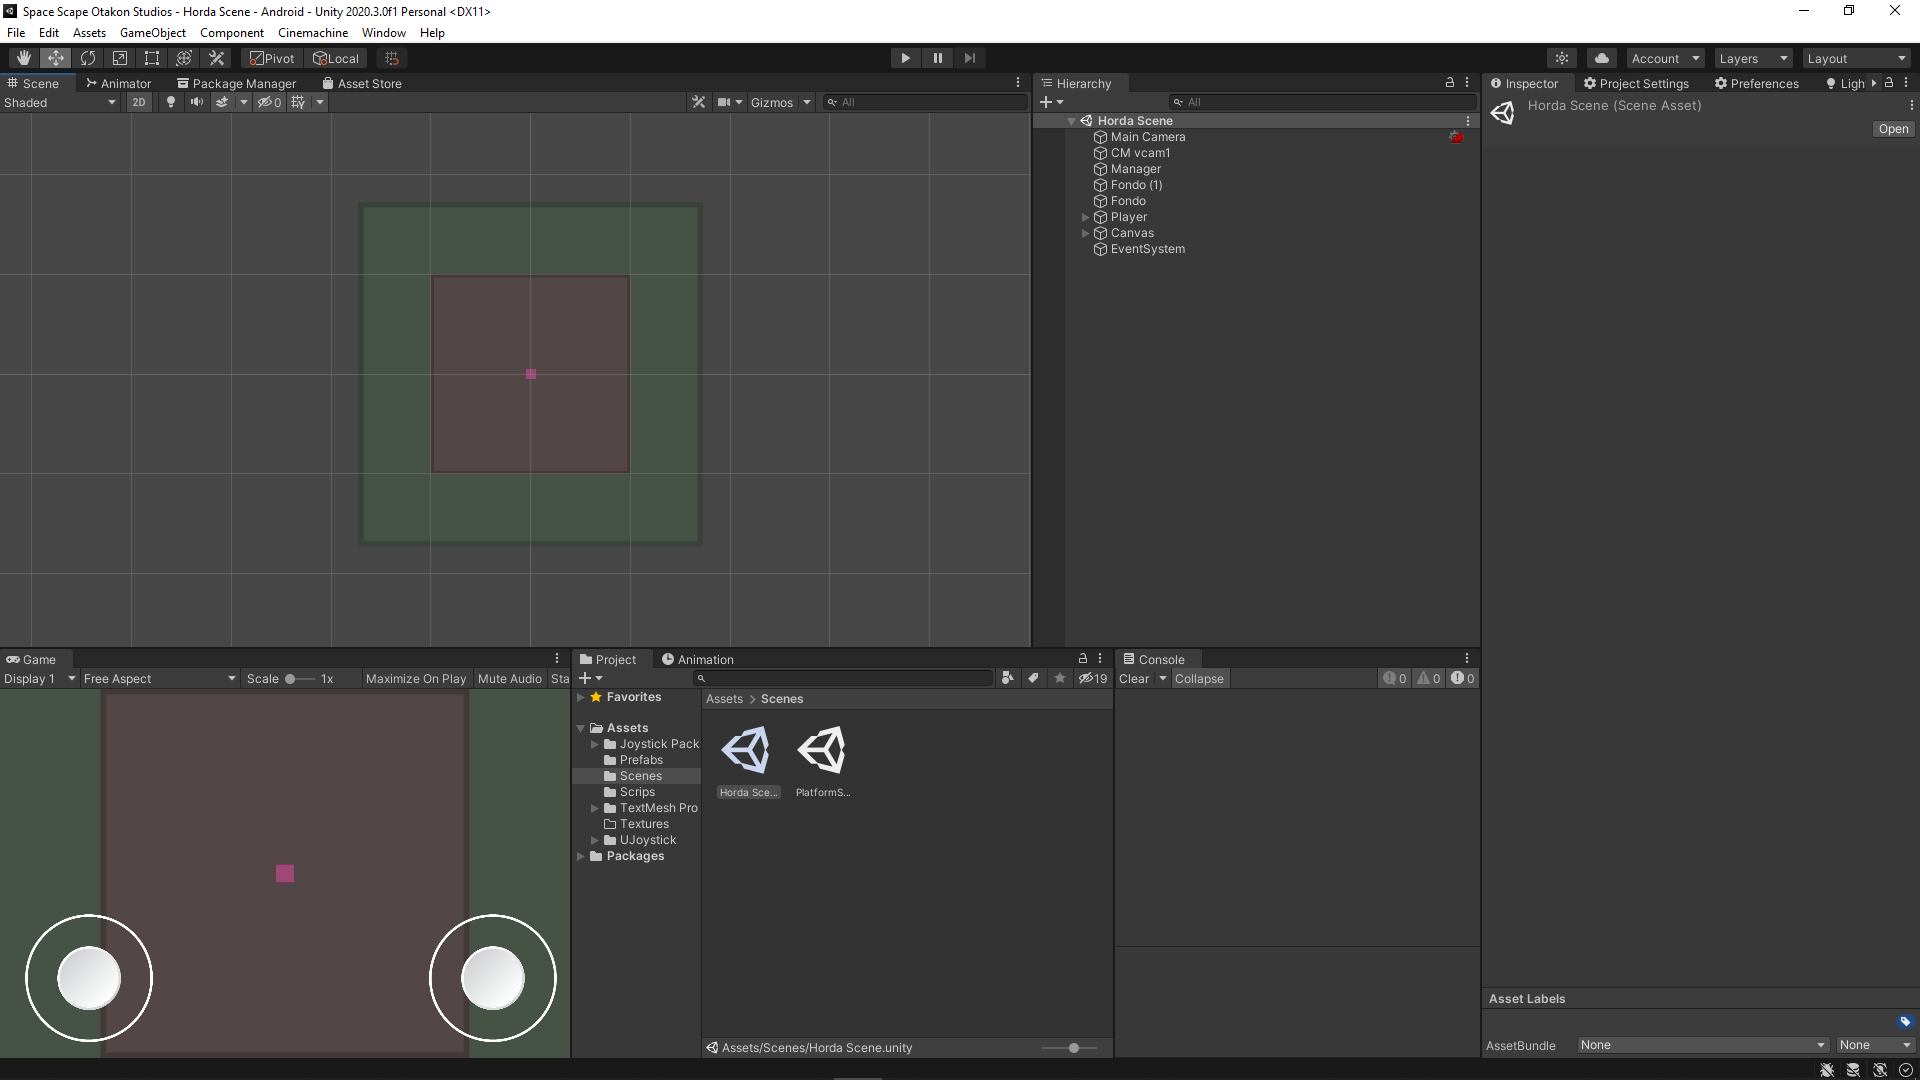 Space Scape Otakon Studios - Horda Scene - Android - Unity 2020.3.0f1 Personal <DX11>
File Edit Assets GameObject Component Cinemachine Window Help
Pivot Local Account Layers Layout
Scene Animator Package Manager Asset Store
Shaded 2D 0 Gizmos All
Hierarchy
All
Horda Scene
Main Camera
CM vcam1
Manager
Fondo (1)
Fondo
Player
Canvas
EventSystem
Inspector Project Settings Preferences Ligh
Horda Scene (Scene Asset)
Open
Game
Display 1 Free Aspect Scale 1x Maximize On Play Mute Audio Sta
Project Animation
19
Favorites
Assets
Joystick Pack
Prefabs
Scenes
Scrips
TextMesh Pro
Textures
UJoystick
Packages
Assets > Scenes
Horda Sce...
PlatformS...
Assets/Scenes/Horda Scene.unity
Console
Clear Collapse 0 0 0
Asset Labels
AssetBundle None None